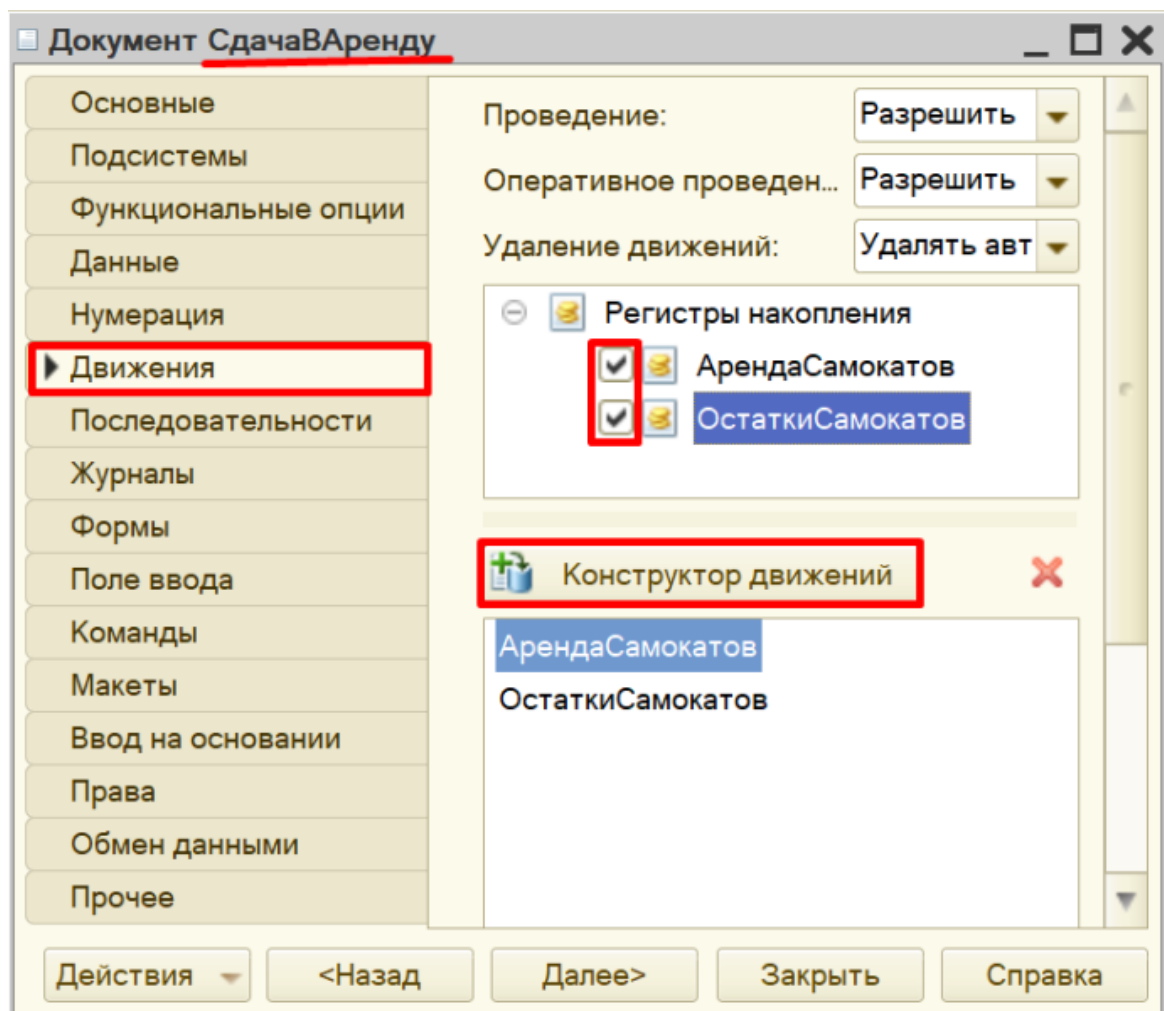 Документ СдачаВАренду
Основные
Подсистемы
Функциональные опции
Данные
Нумерация
Движения
Последовательности
Журналы
Формы
Поле ввода
Команды
Макеты
Ввод на основании
Права
Обмен данными
Прочее
Проведение: Разрешить
Оперативное проведен... Разрешить
Удаление движений: Удалять авт
Регистры накопления
АрендаСамокатов
ОстаткиСамокатов
Конструктор движений
АрендаСамокатов
ОстаткиСамокатов
Действия <Назад Далее> Закрыть Справка